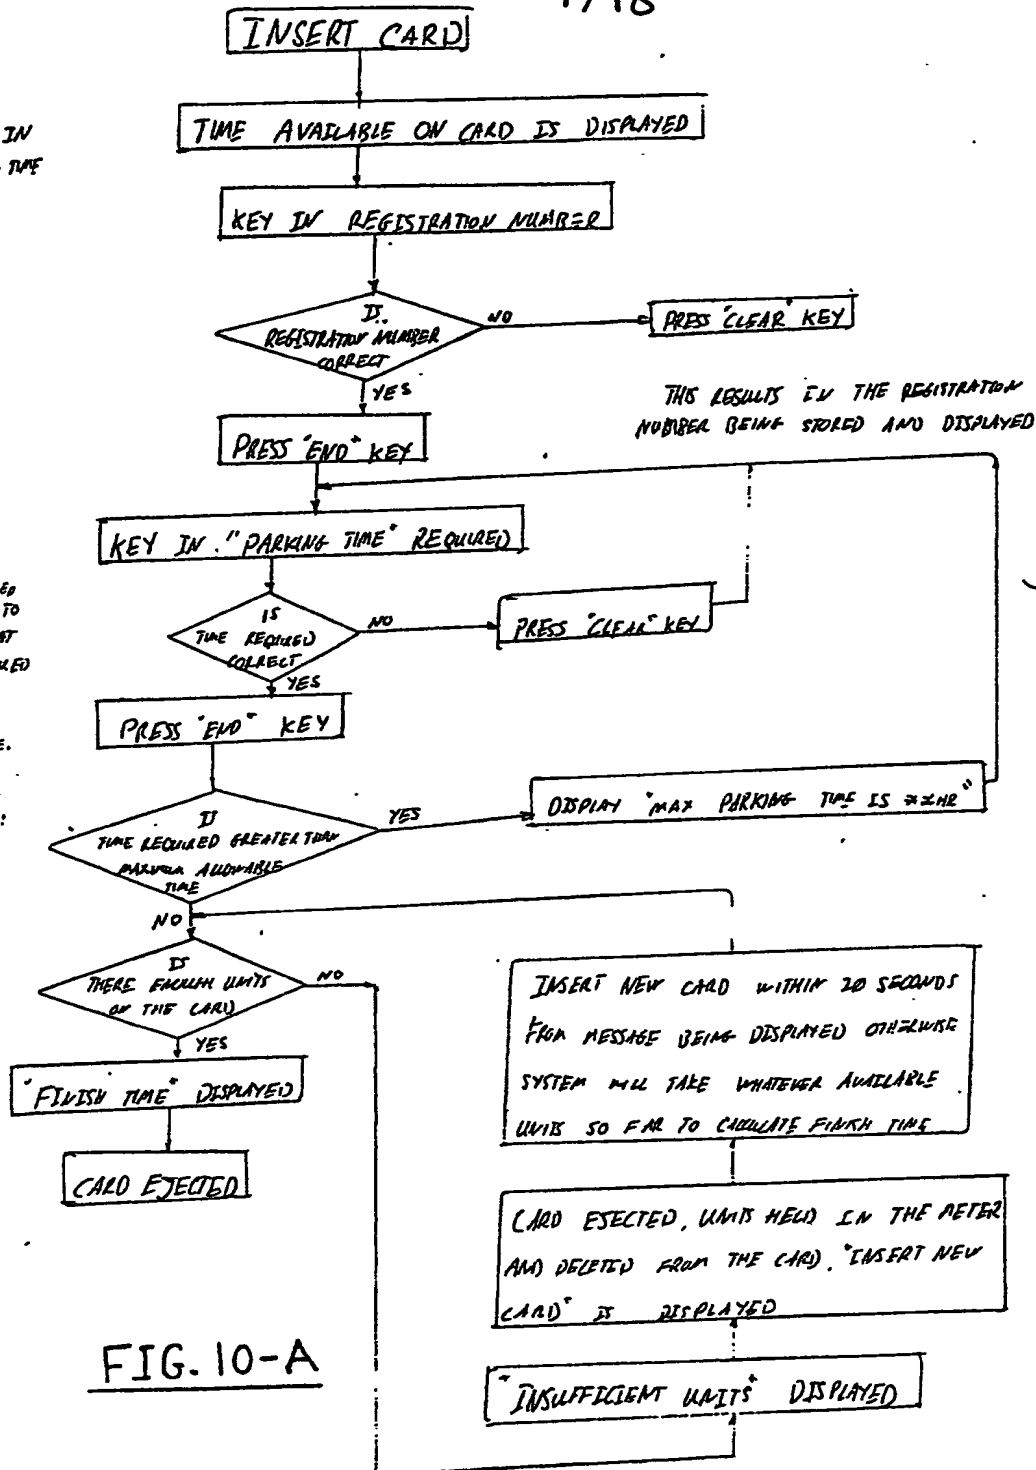 INSERT CARD
TIME AVAILABLE ON CARD IS DISPLAYED
IN
TIME
KEY IN REGISTRATION NUMBER
IS
REGISTRATION NUMBER
CORRECT
NO
PRESS "CLEAR" KEY
YES
THIS RESULTS IN THE REGISTRATION
NUMBER BEING STORED AND DISPLAYED
PRESS "END" KEY
KEY IN "PARKING TIME" REQUIRED
TO
IS
TIME REQUIRED
CORRECT
NO
PRESS "CLEAR" KEY
YES
PRESS "END" KEY
IS
TIME REQUIRED GREATER THAN
MAXIMUM ALLOWABLE
TIME
YES
DISPLAY "MAX PARKING TIME IS XXHR"
NO
IS
THERE ENOUGH UNITS
ON THE CARD
NO
YES
"FINISH TIME" DISPLAYED
CARD EJECTED
INSERT NEW CARD WITHIN 20 SECONDS
FROM MESSAGE BEING DISPLAYED OTHERWISE
SYSTEM WILL TAKE WHATEVER AVAILABLE
UNITS SO FAR TO CALCULATE FINISH TIME
CARD EJECTED, UNITS HELD IN THE METER
AND DELETED FROM THE CARD. "INSERT NEW
CARD" IS DISPLAYED
"INSUFFICIENT UNITS" DISPLAYED
FIG. 10-A